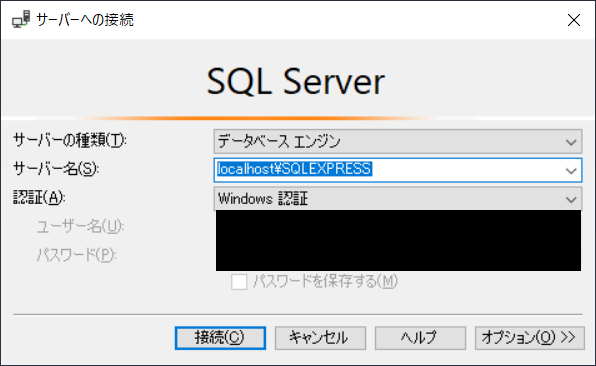 サーバーへの接続
SQL Server
サーバーの種類(T): データベース エンジン
サーバー名(S): localhost¥SQLEXPRESS
認証(A): Windows 認証
ユーザー名(U):
パスワード(P):
パスワードを保存する(M)
接続(C) キャンセル ヘルプ オプション(O) >>